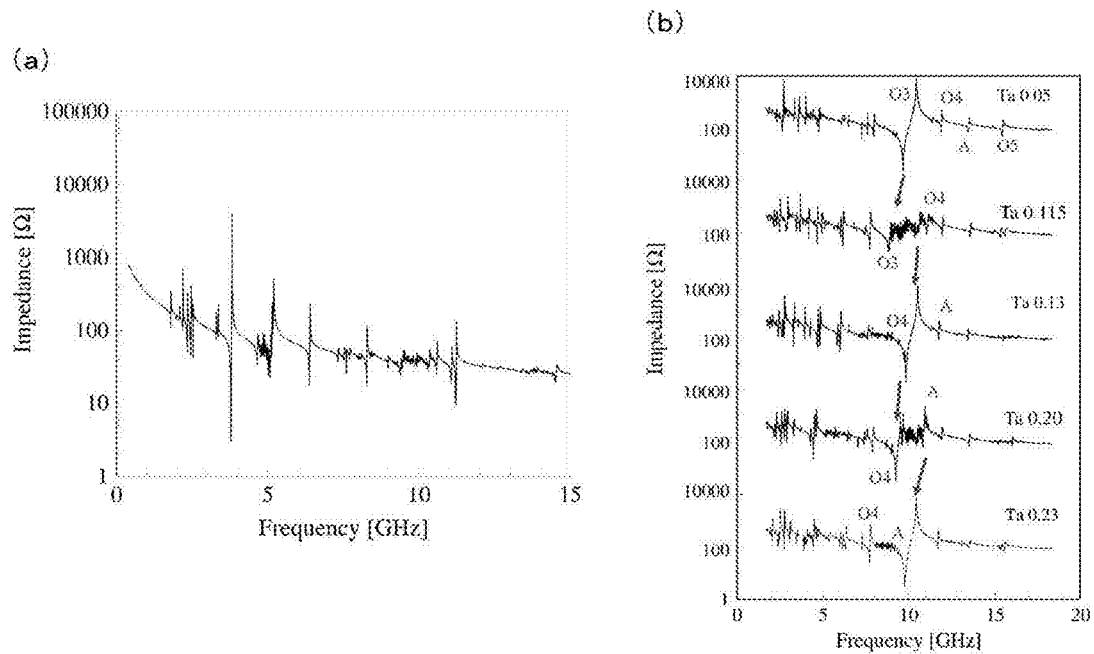 (a)
100000
10000
1000
100
10
1
0 5 10 15
Impedance [Ω]
Frequency [GHz]
(b)
10000
100
10000
100
10000
100
10000
100
10000
100
1
0 5 10 15 20
Impedance [Ω]
Frequency [GHz]
O3 O4 Ta 0.05
A O5
O4 Ta 0.115
O3
A Ta 0.13
O4
A Ta 0.20
O4
O4 A Ta 0.23